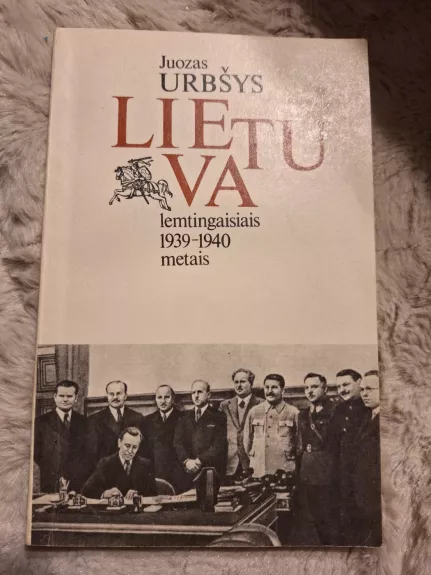 Juozas
URBŠYS
LIETU
VA
lemtingaisiais
1939–1940
metais